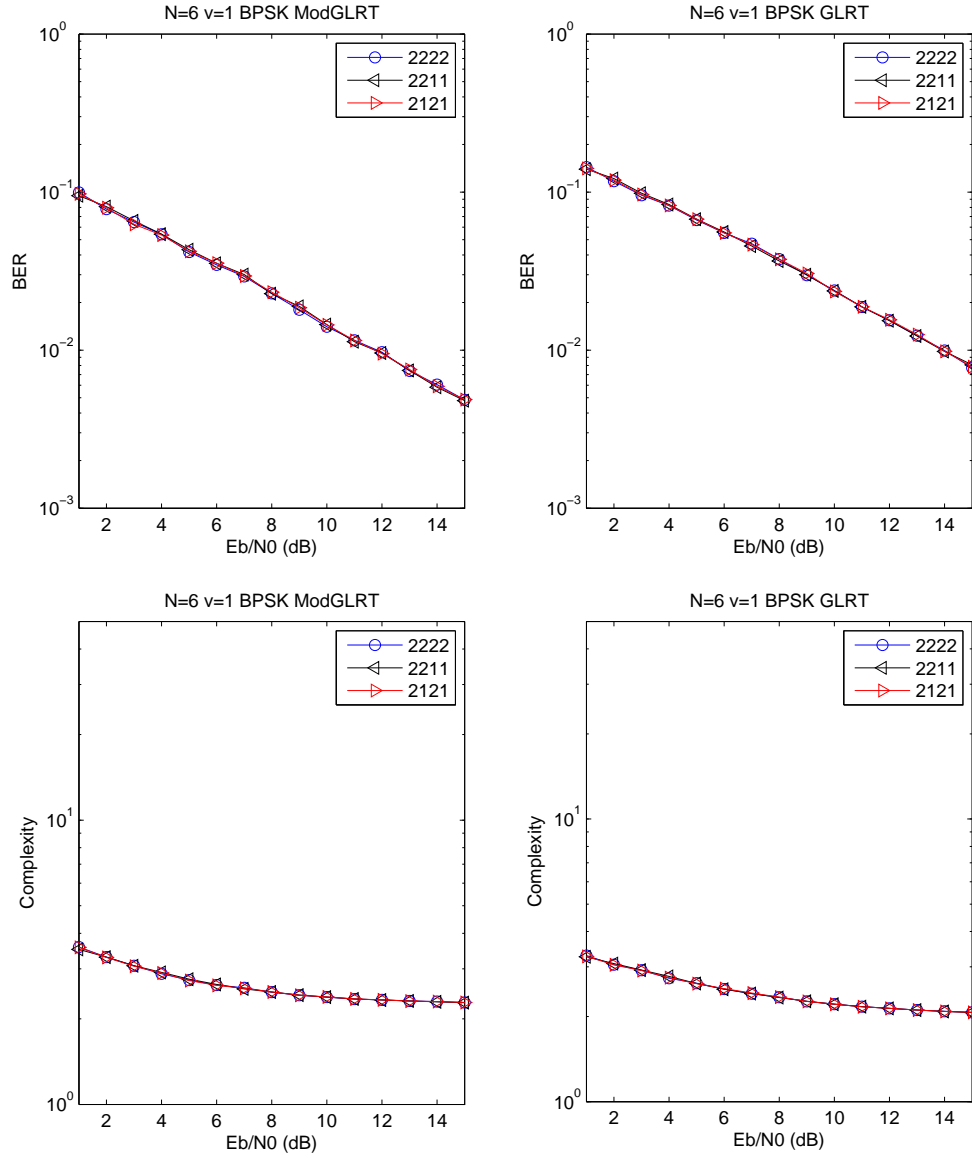 N=6 v=1 BPSK ModGLRT
10^0
10^−1
10^−2
10^−3
BER
2 4 6 8 10 12 14
Eb/N0 (dB)
2222
2211
2121
N=6 v=1 BPSK GLRT
10^0
10^−1
10^−2
10^−3
BER
2 4 6 8 10 12 14
Eb/N0 (dB)
2222
2211
2121
N=6 v=1 BPSK ModGLRT
10^1
10^0
Complexity
2 4 6 8 10 12 14
Eb/N0 (dB)
2222
2211
2121
N=6 v=1 BPSK GLRT
10^1
10^0
Complexity
2 4 6 8 10 12 14
Eb/N0 (dB)
2222
2211
2121